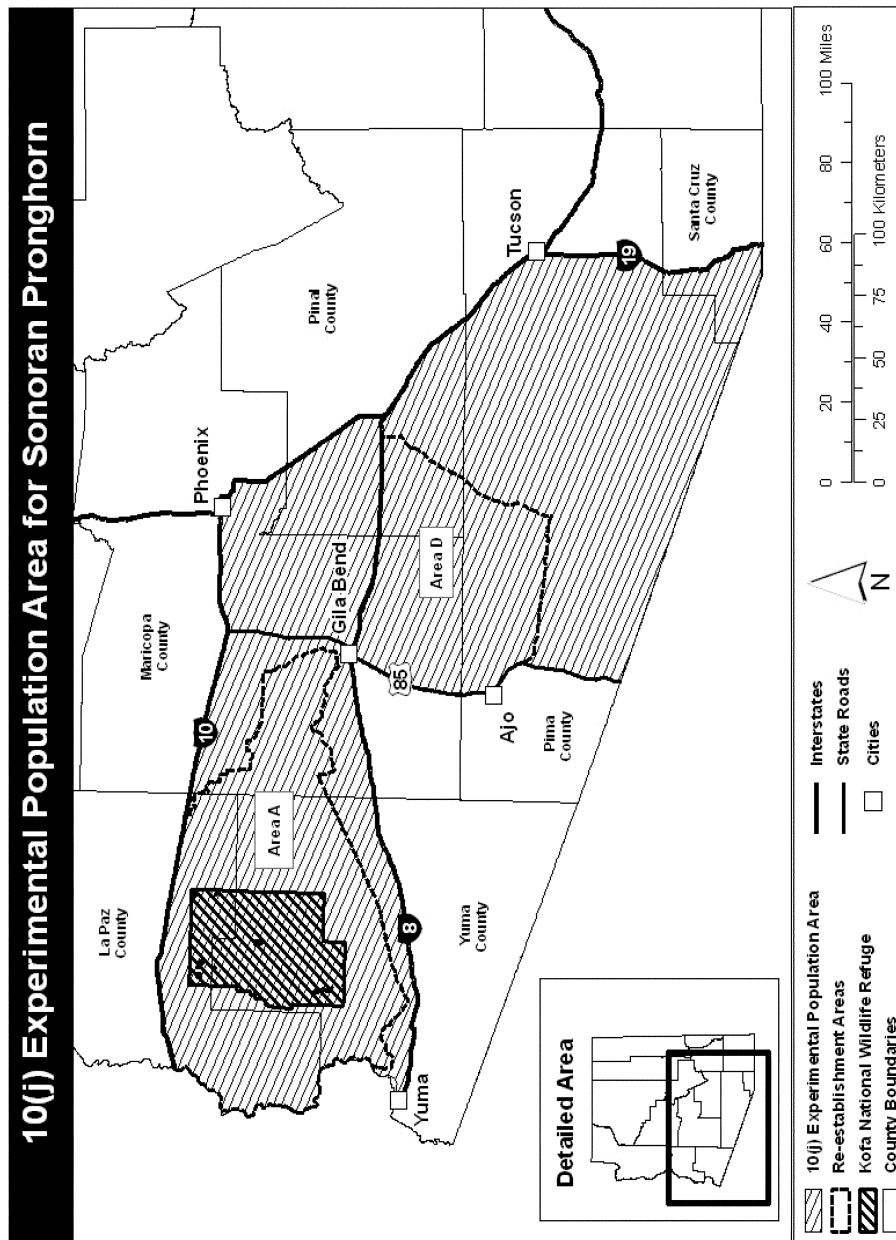 10(j) Experimental Population Area for Sonoran Pronghorn
La Paz
County
Maricopa
County
Phoenix
Pinal
County
10
Area A
Gila Bend
Area D
85
8
Yuma
Yuma
County
Ajo
Pima
County
Tucson
19
Santa Cruz
County
Detailed Area
10(j) Experimental Population Area
Re-establishment Areas
Kofa National Wildlife Refuge
County Boundaries
Interstates
State Roads
Cities
N
0 20 40 60 80 100 Miles
0 25 50 75 100 Kilometers